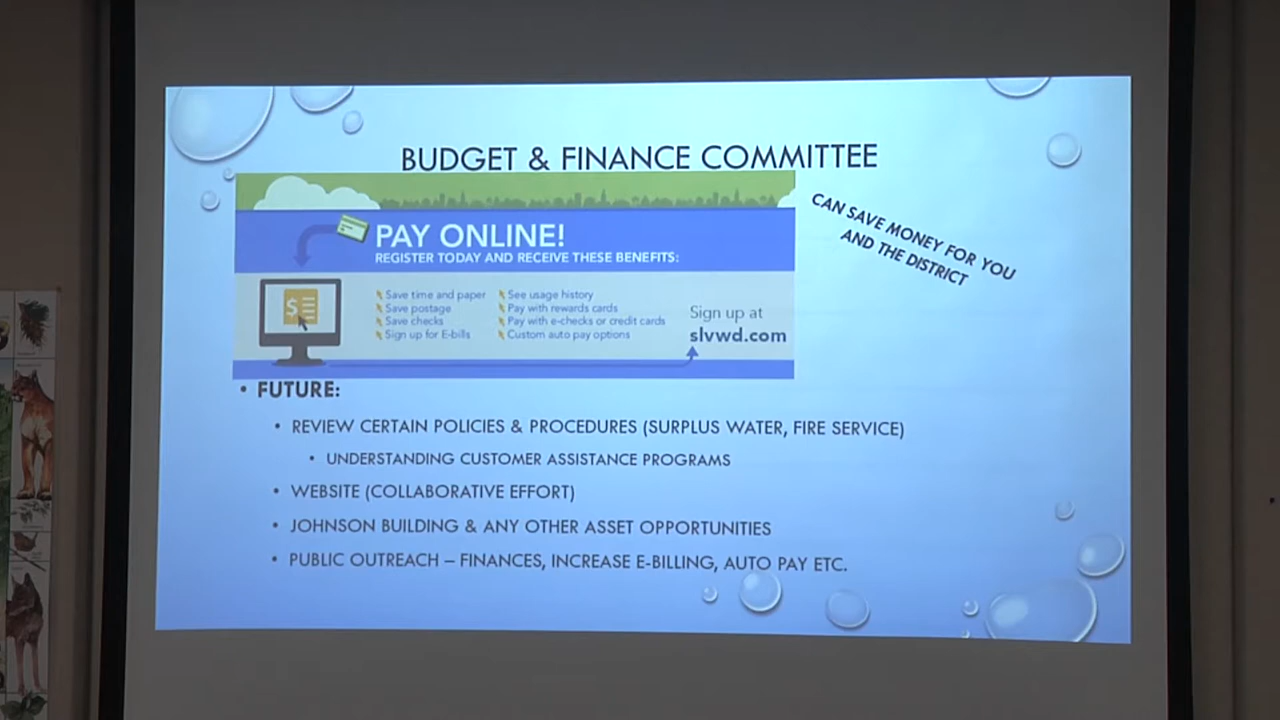 BUDGET & FINANCE COMMITTEE
CAN SAVE MONEY FOR YOU
AND THE DISTRICT
PAY ONLINE!
REGISTER TODAY AND RECEIVE THESE BENEFITS:
Save time and paper
Save postage
Save checks
Sign up for E-bills
See usage history
Pay with rewards cards
Pay with e-checks or credit cards
Custom auto pay options
Sign up at
slvwd.com
• FUTURE:
• REVIEW CERTAIN POLICIES & PROCEDURES (SURPLUS WATER, FIRE SERVICE)
• UNDERSTANDING CUSTOMER ASSISTANCE PROGRAMS
• WEBSITE (COLLABORATIVE EFFORT)
• JOHNSON BUILDING & ANY OTHER ASSET OPPORTUNITIES
• PUBLIC OUTREACH – FINANCES, INCREASE E-BILLING, AUTO PAY ETC.